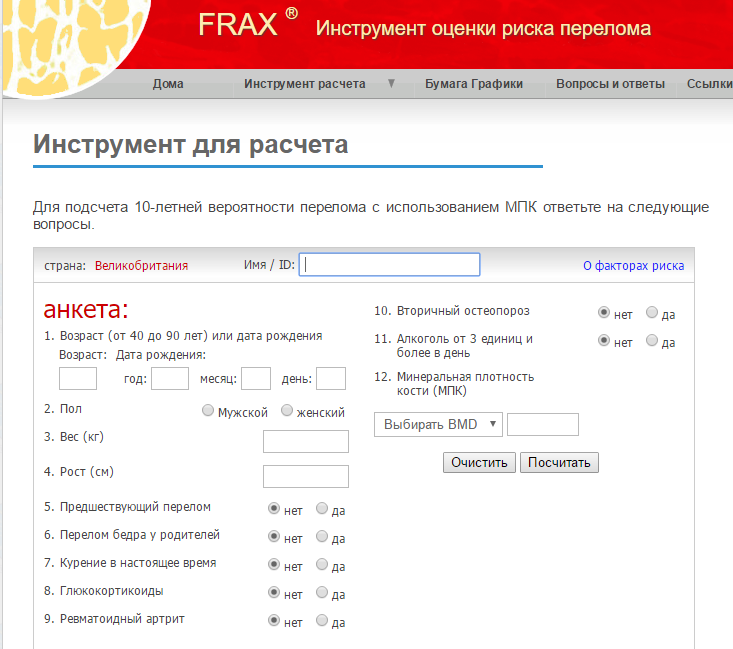 FRAX ® Инструмент оценки риска перелома
Дома Инструмент расчета ▼ Бумага Графики Вопросы и ответы Ссылки
Инструмент для расчета
Для подсчета 10-летней вероятности перелома с использованием МПК ответьте на следующие
вопросы.
страна: Великобритания Имя / ID: О факторах риска
анкета:
1. Возраст (от 40 до 90 лет) или дата рождения
Возраст: Дата рождения:
год: месяц: день:
2. Пол Мужской женский
3. Вес (кг)
4. Рост (см)
5. Предшествующий перелом нет да
6. Перелом бедра у родителей нет да
7. Курение в настоящее время нет да
8. Глюкокортикоиды нет да
9. Ревматоидный артрит нет да
10. Вторичный остеопороз нет да
11. Алкоголь от 3 единиц и
более в день нет да
12. Минеральная плотность
кости (МПК)
Выбирать BMD ▼
Очистить Посчитать